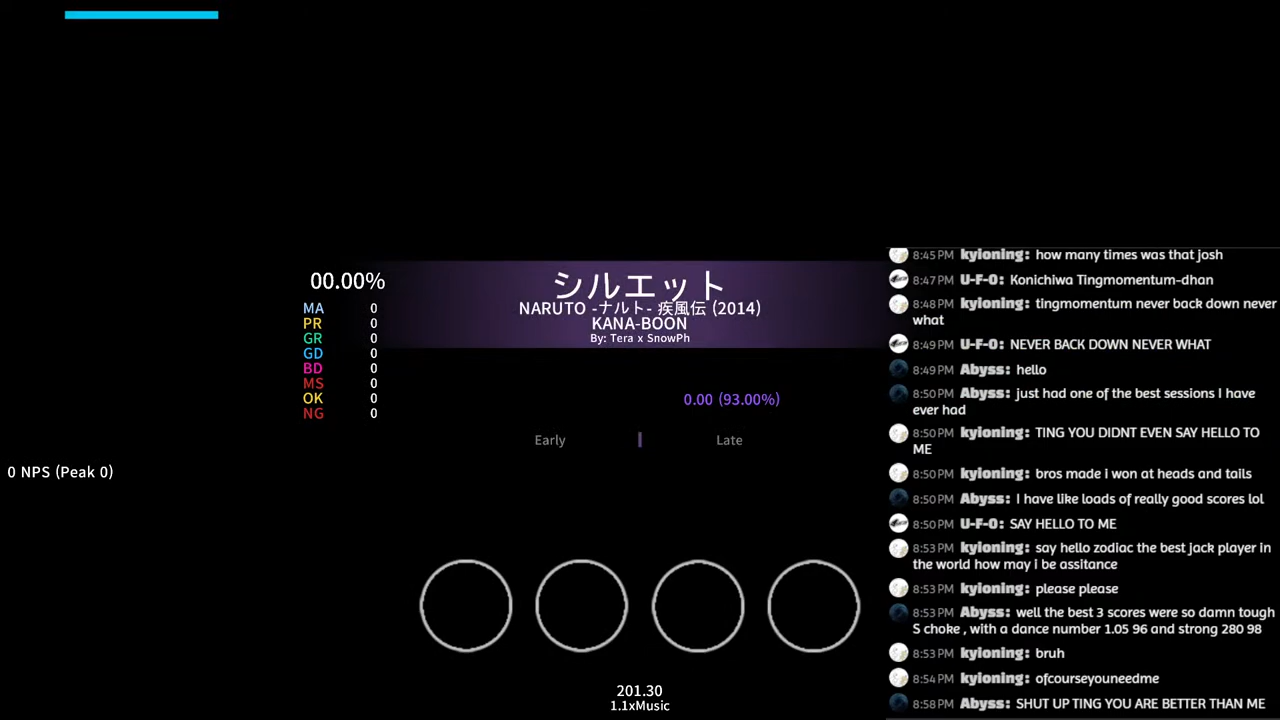 00.00%
MA 0
PR 0
GR 0
GD 0
BD 0
MS 0
OK 0
NG 0
0 NPS (Peak 0)
シルエット
NARUTO -ナルト- 疾風伝 (2014)
KANA-BOON
By: Tera x SnowPh
0.00 (93.00%)
Early Late
201.30
1.1xMusic
8:45 PM kyloning: how many times was that josh
8:47 PM U-F-O: Konichiwa Tingmomentum-dhan
8:48 PM kyloning: tingmomentum never back down never
what
8:49 PM U-F-O: NEVER BACK DOWN NEVER WHAT
8:49 PM Abyss: hello
8:50 PM Abyss: just had one of the best sessions I have
ever had
8:50 PM kyloning: TING YOU DIDNT EVEN SAY HELLO TO
ME
8:50 PM kyloning: bros made i won at heads and tails
8:50 PM Abyss: I have like loads of really good scores lol
8:50 PM U-F-O: SAY HELLO TO ME
8:53 PM kyloning: say hello zodiac the best jack player in
the world how may i be assitance
8:53 PM kyloning: please please
8:53 PM Abyss: well the best 3 scores were so damn tough
S choke , with a dance number 1.05 96 and strong 280 98
8:53 PM kyloning: bruh
8:54 PM kyloning: ofcourseyouneedme
8:58 PM Abyss: SHUT UP TING YOU ARE BETTER THAN ME